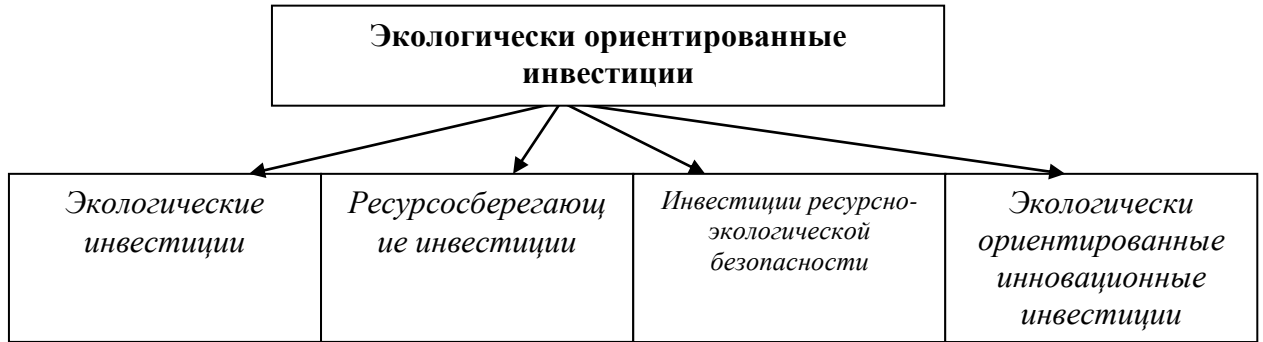 Экологически ориентированные
инвестиции
Экологические
инвестиции
Ресурсосберегающ
ие инвестиции
Инвестиции ресурсно-
экологической
безопасности
Экологически
ориентированные
инновационные
инвестиции